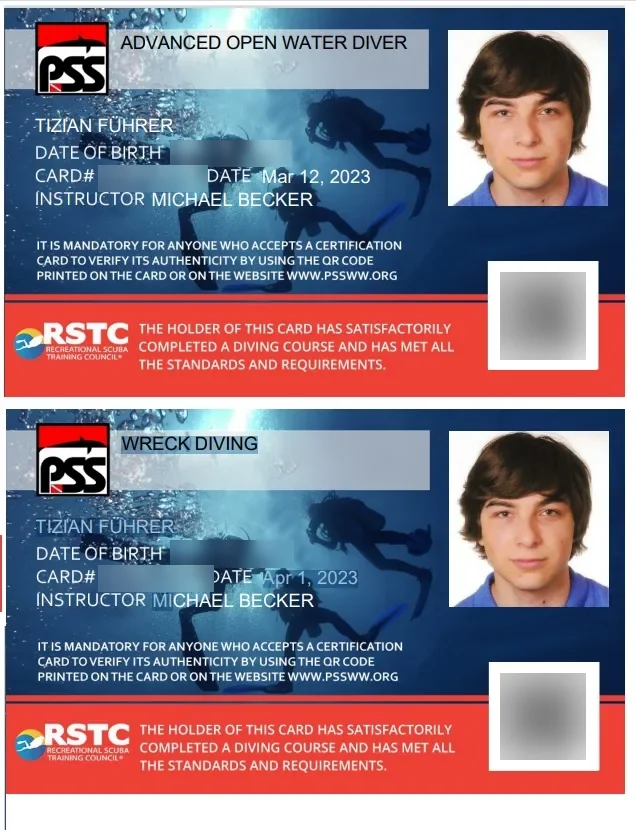 PSS
ADVANCED OPEN WATER DIVER
TIZIAN FÜHRER
DATE OF BIRTH
CARD# DATE Mar 12, 2023
INSTRUCTOR MICHAEL BECKER
IT IS MANDATORY FOR ANYONE WHO ACCEPTS A CERTIFICATION
CARD TO VERIFY ITS AUTHENTICITY BY USING THE QR CODE
PRINTED ON THE CARD OR ON THE WEBSITE WWW.PSSWW.ORG
RSTC
RECREATIONAL SCUBA
TRAINING COUNCIL®
THE HOLDER OF THIS CARD HAS SATISFACTORILY
COMPLETED A DIVING COURSE AND HAS MET ALL
THE STANDARDS AND REQUIREMENTS.
PSS
WRECK DIVING
TIZIAN FÜHRER
DATE OF BIRTH
CARD# DATE Apr 1, 2023
INSTRUCTOR MICHAEL BECKER
IT IS MANDATORY FOR ANYONE WHO ACCEPTS A CERTIFICATION
CARD TO VERIFY ITS AUTHENTICITY BY USING THE QR CODE
PRINTED ON THE CARD OR ON THE WEBSITE WWW.PSSWW.ORG
RSTC
RECREATIONAL SCUBA
TRAINING COUNCIL®
THE HOLDER OF THIS CARD HAS SATISFACTORILY
COMPLETED A DIVING COURSE AND HAS MET ALL
THE STANDARDS AND REQUIREMENTS.